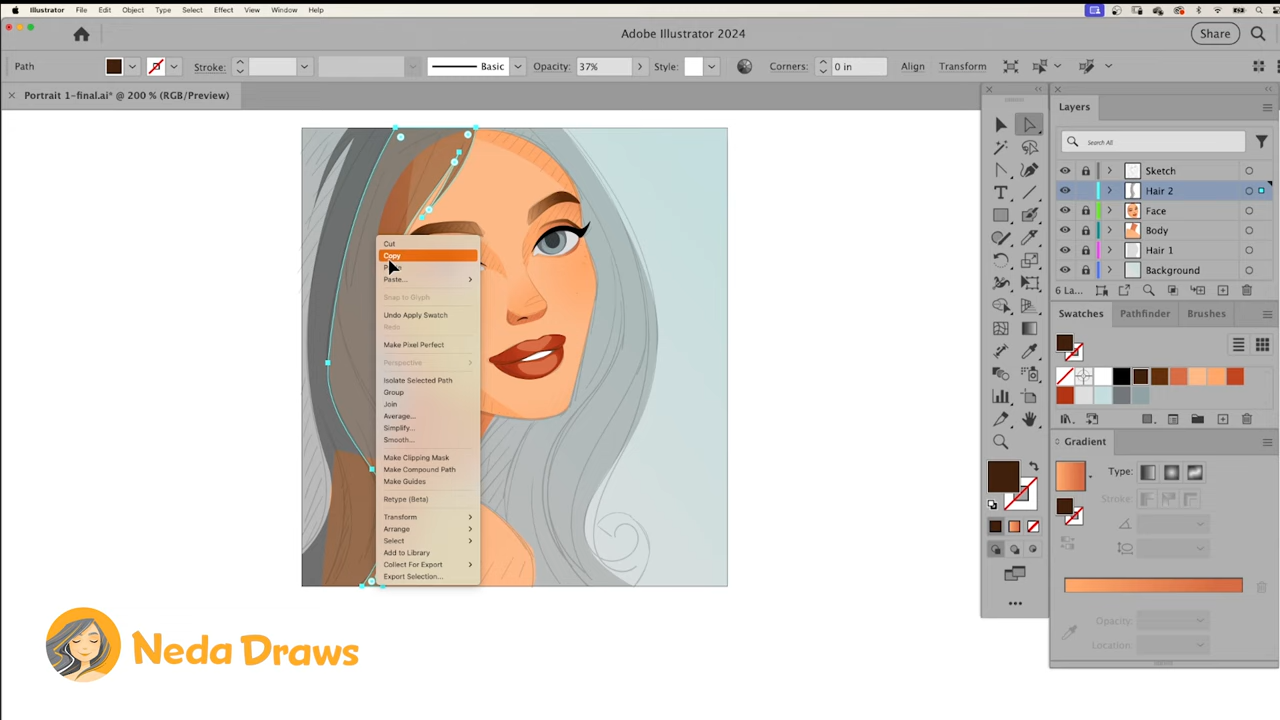 Illustrator File Edit Object Type Select Effect View Window Help
Adobe Illustrator 2024
Share
Path Stroke: Basic Opacity: 37% Style: Corners: 0 in Align Transform
× Portrait 1-final.ai* @ 200 % (RGB/Preview)
Layers
Search All
Sketch
Hair 2
Face
Body
Hair 1
Background
6 La...
Cut
Copy
Paste...
Snap to Glyph
Undo Apply Swatch
Redo
Make Pixel Perfect
Perspective
Isolate Selected Path
Group
Join
Average...
Simplify...
Smooth...
Make Clipping Mask
Make Compound Path
Make Guides
Retype (Beta)
Transform
Arrange
Select
Add to Library
Collect For Export
Export Selection...
Swatches Pathfinder Brushes
Gradient
Type:
Stroke:
Opacity:
Location:
Neda Draws